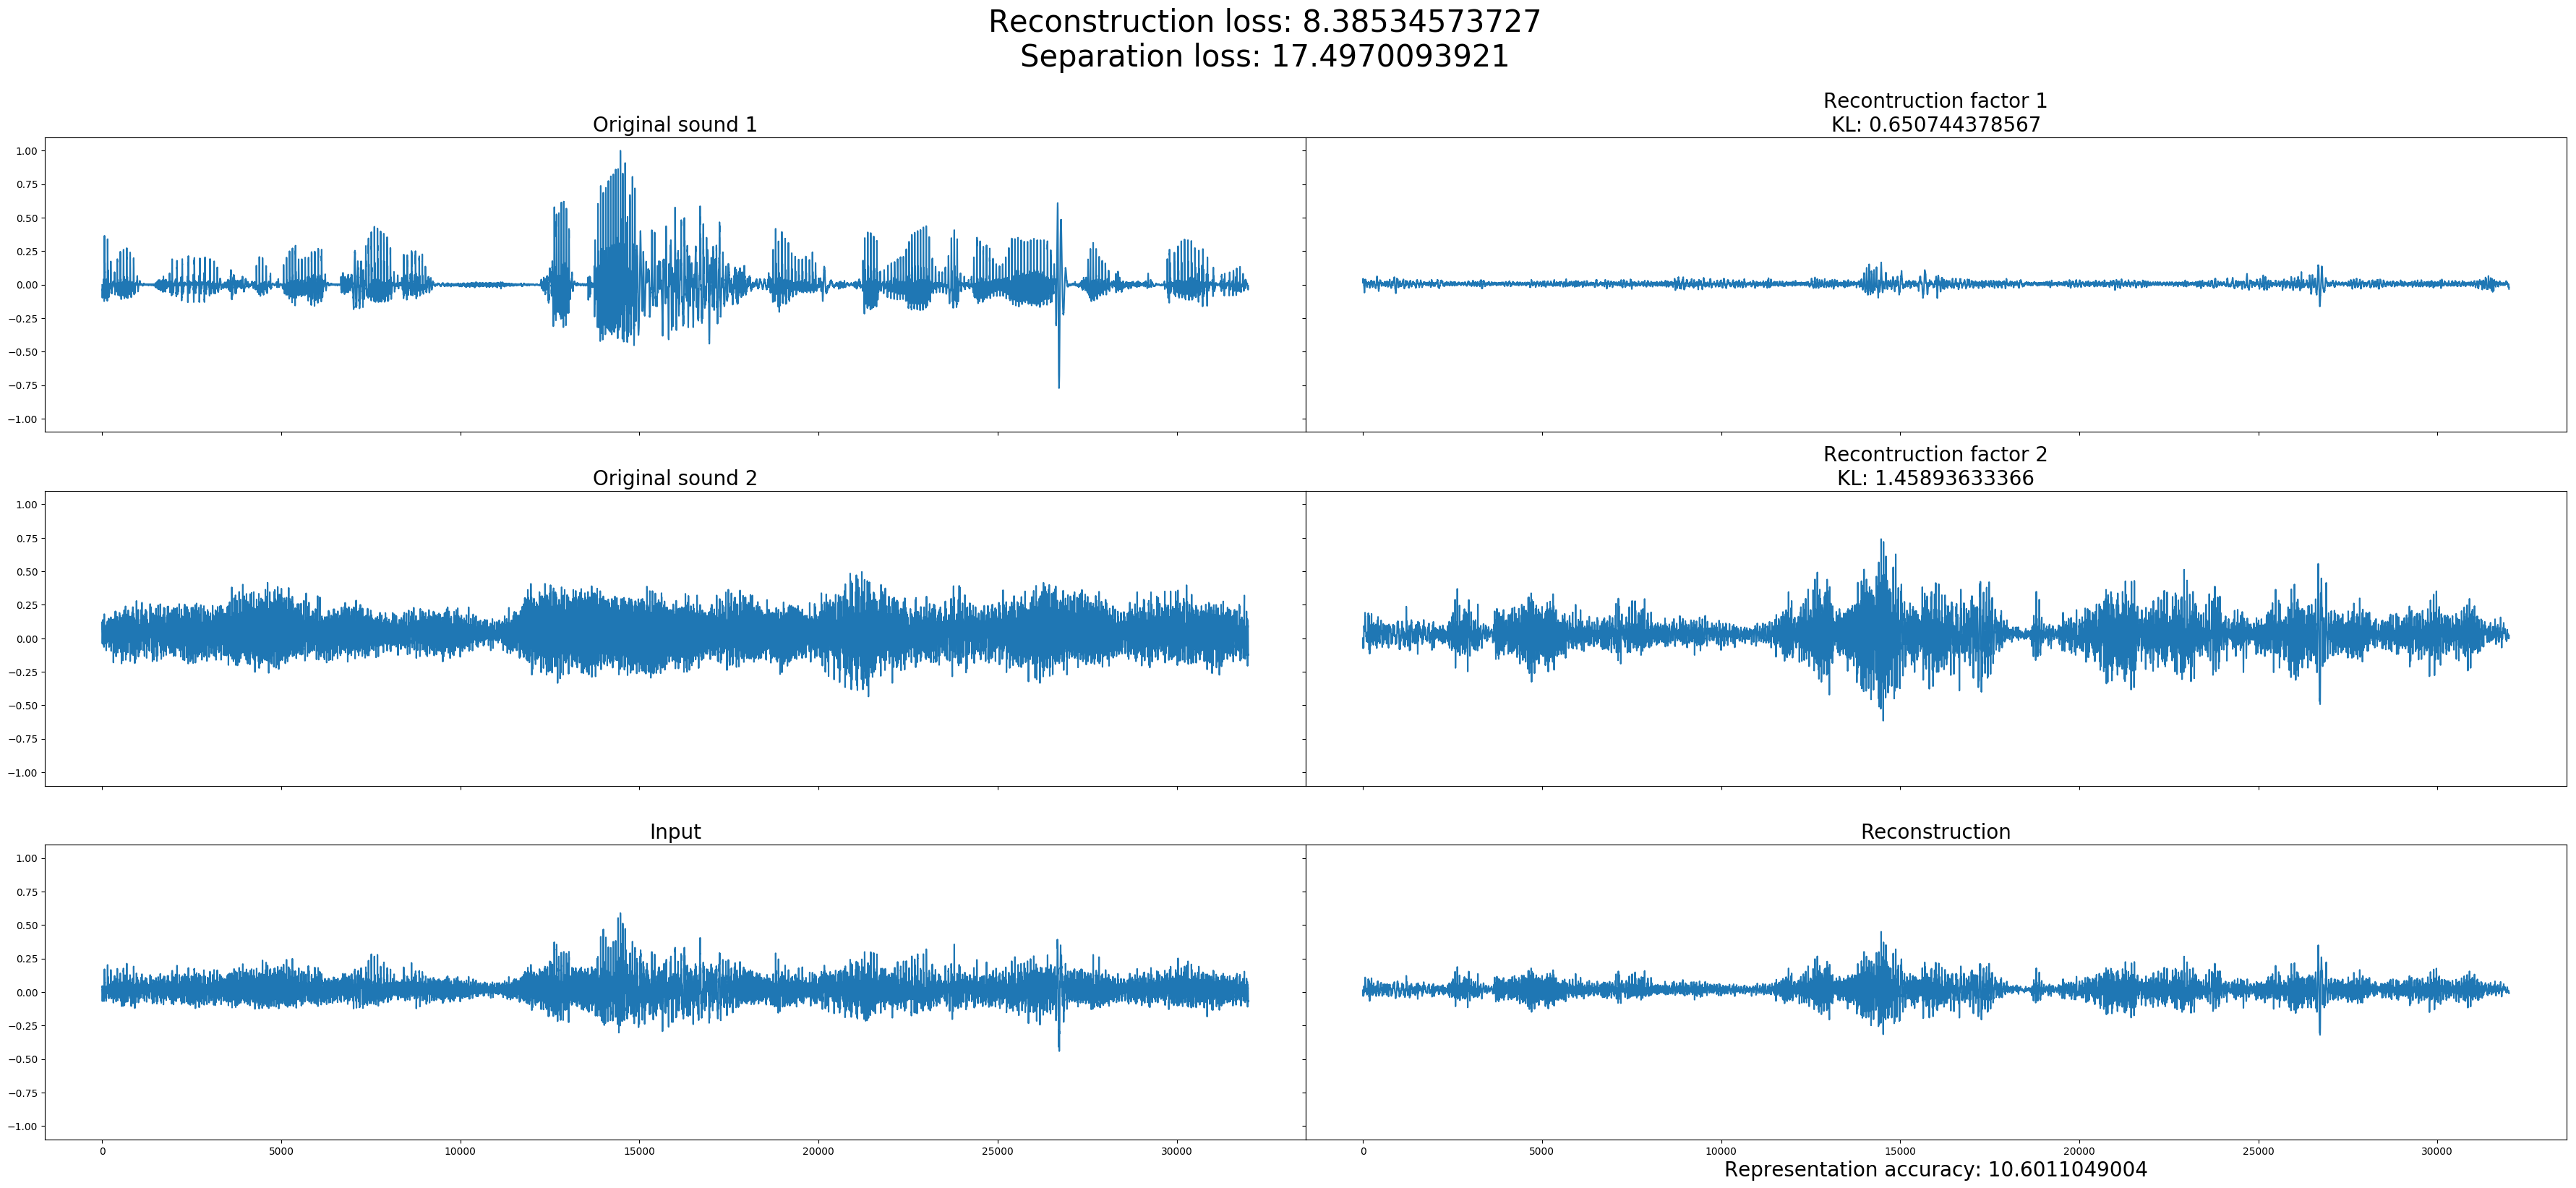 Reconstruction loss: 8.38534573727
Separation loss: 17.4970093921
Original sound 1
Recontruction factor 1
KL: 0.650744378567
1.00
0.75
0.50
0.25
0.00
−0.25
−0.50
−0.75
−1.00
Original sound 2
Recontruction factor 2
KL: 1.45893633366
1.00
0.75
0.50
0.25
0.00
−0.25
−0.50
−0.75
−1.00
Input
Reconstruction
1.00
0.75
0.50
0.25
0.00
−0.25
−0.50
−0.75
−1.00
0 5000 10000 15000 20000 25000 30000
0 5000 10000 15000 20000 25000 30000
Representation accuracy: 10.6011049004